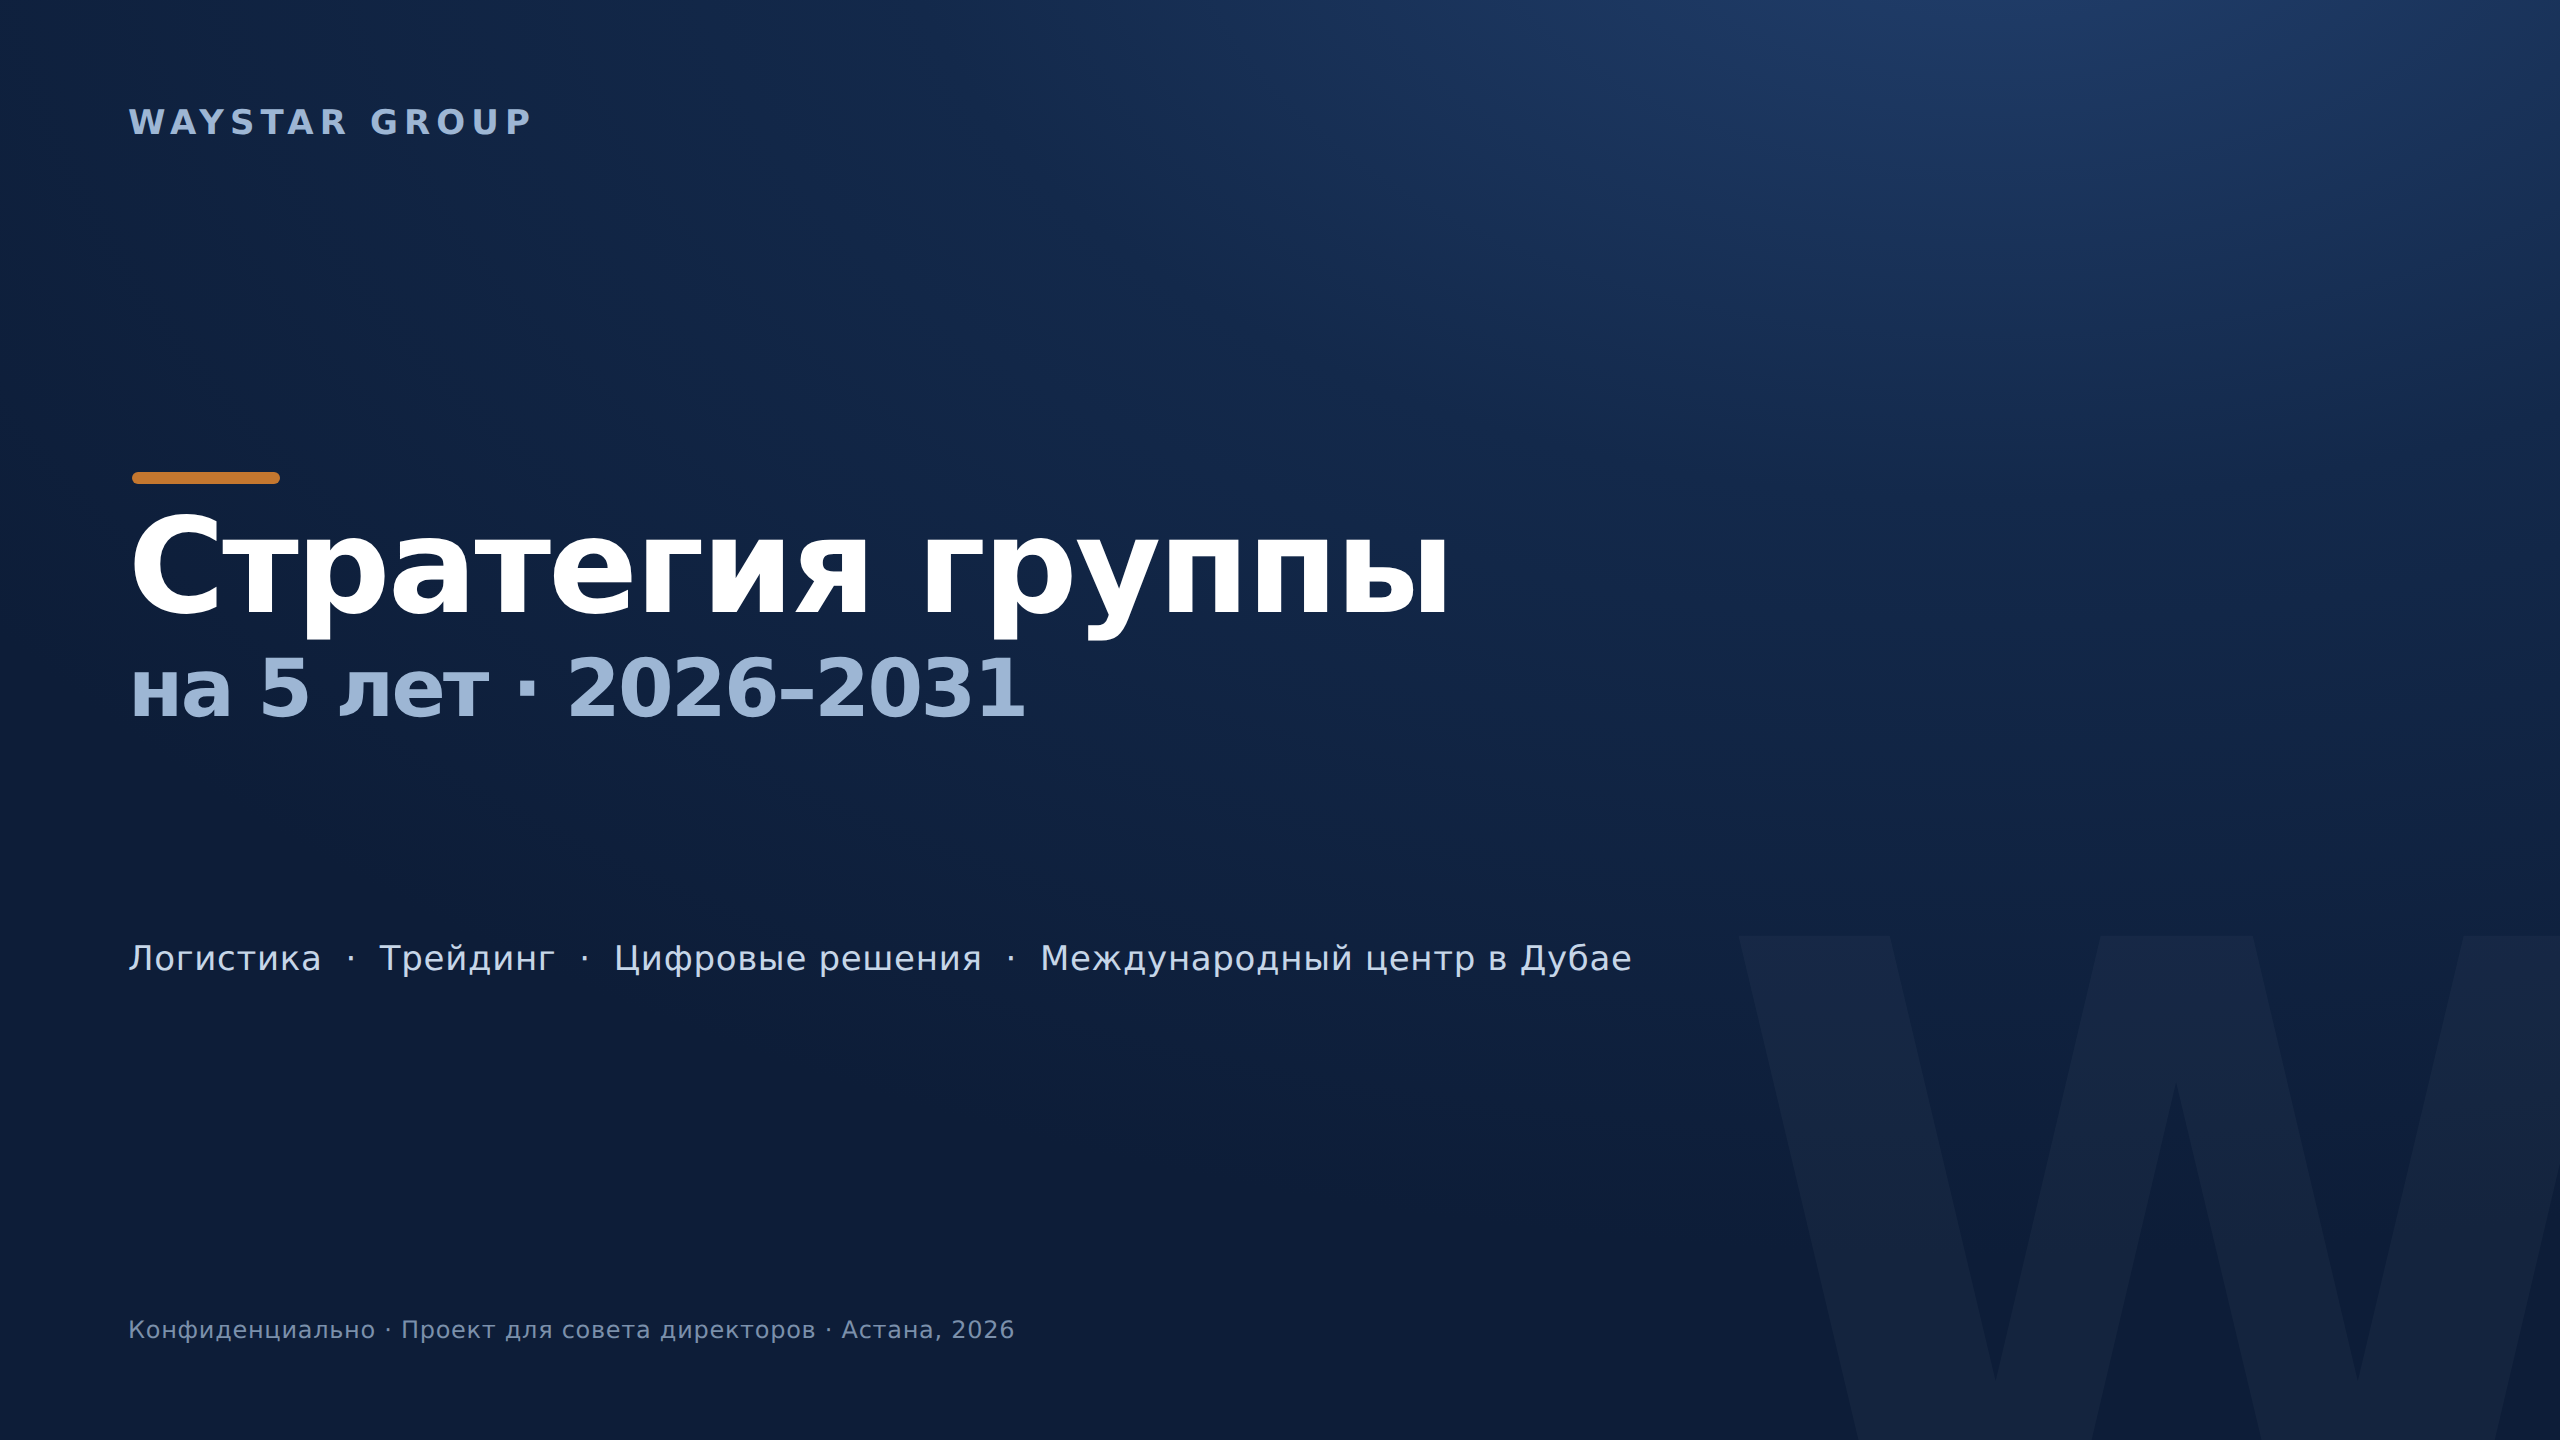 WAYSTAR GROUP
Стратегия группы
на 5 лет · 2026–2031
Логистика · Трейдинг · Цифровые решения · Международный центр в Дубае
Конфиденциально · Проект для совета директоров · Астана, 2026
W